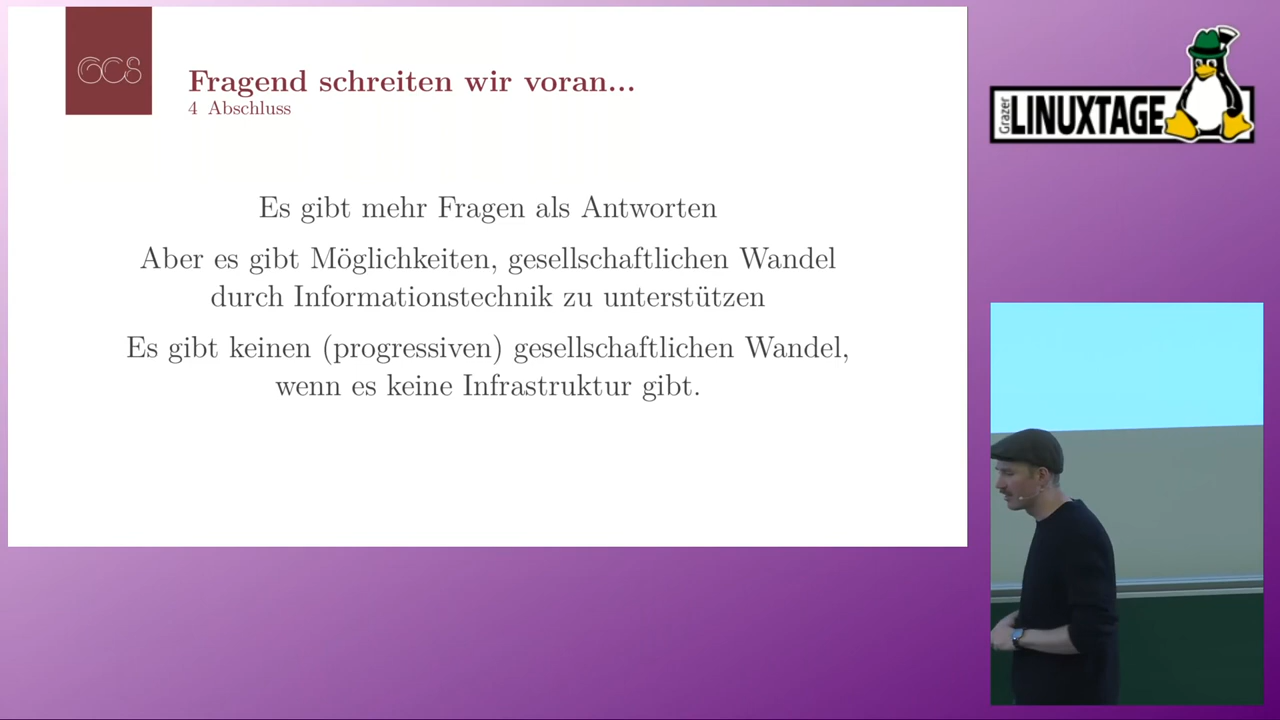 GCS
Fragend schreiten wir voran...
4 Abschluss
Es gibt mehr Fragen als Antworten
Aber es gibt Möglichkeiten, gesellschaftlichen Wandel
durch Informationstechnik zu unterstützen
Es gibt keinen (progressiven) gesellschaftlichen Wandel,
wenn es keine Infrastruktur gibt.
Grazer
LINUXTAGE